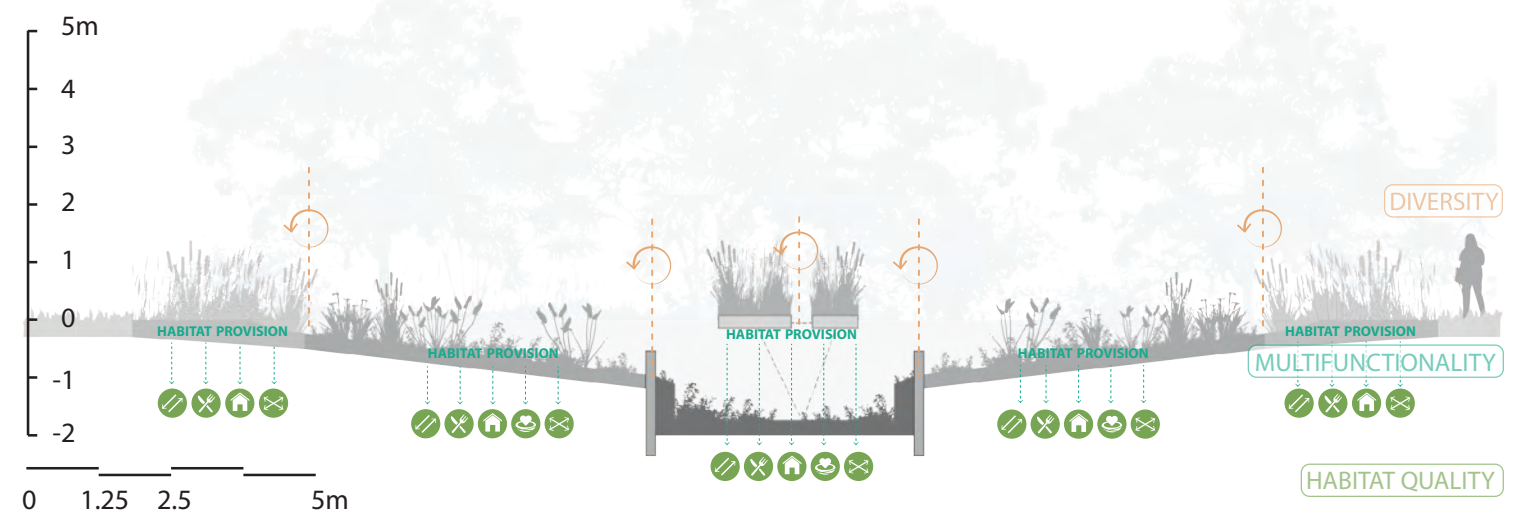 5m
4
3
2
1
0
-1
-2
DIVERSITY
HABITAT PROVISION
HABITAT PROVISION
HABITAT PROVISION
HABITAT PROVISION
HABITAT PROVISION
MULTIFUNCTIONALITY
HABITAT QUALITY
0 1.25 2.5 5m